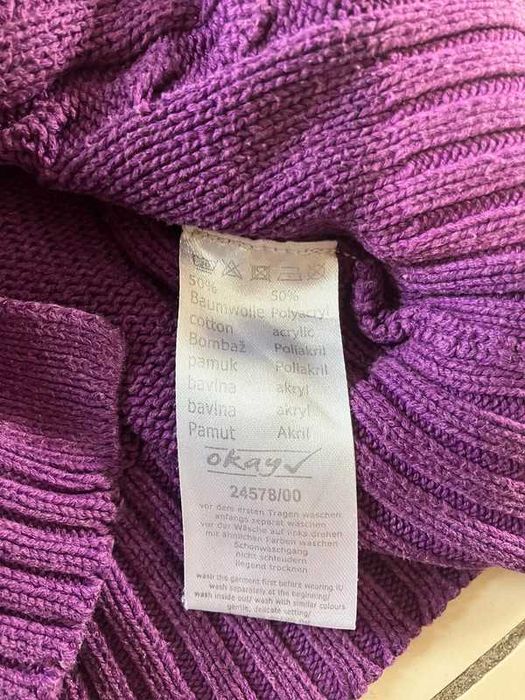 50% 50%
Baumwolle Polyacryl
cotton acrylic
Bombaž Poliakril
pamuk Poliakril
bavlna akryl
bavlna akryl
Pamut Akril
okay
24578/00
vor dem ersten Tragen waschen
anfangs separat waschen
vor der Wäsche auf links drehen
mit ähnlichen Farben waschen
Schonwaschgang
nicht schleudern
liegend trocknen
wash the garment first before wearing it/
wash separately at the beginning/
wash inside out/ wash with similar colours
gentle, delicate setting/